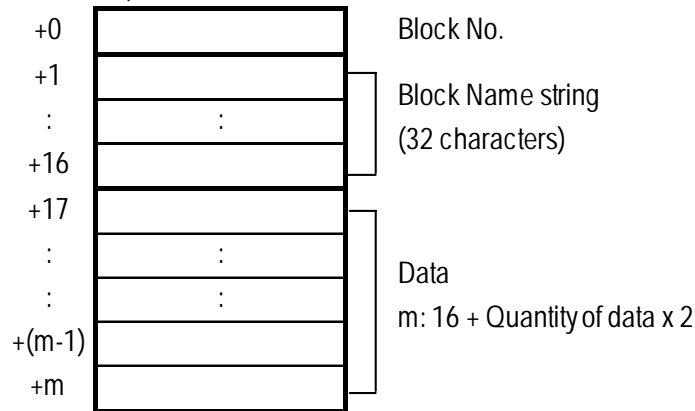 +0 Block No.
+1
Block Name string
: :
(32 characters)
+16
+17
: :
Data
: :
m: 16 + Quantity of data x 2
+(m-1)
+m